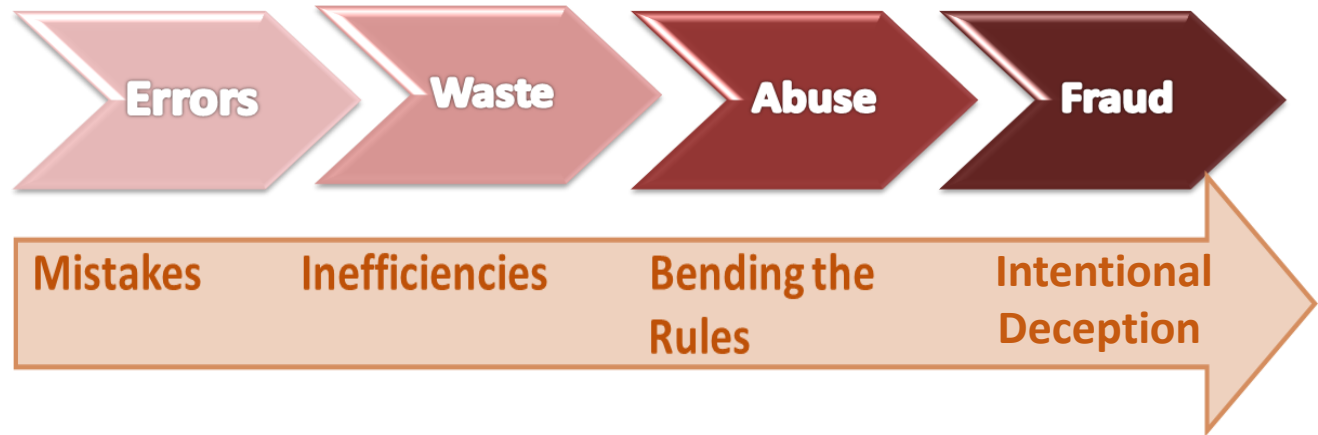 Errors
Waste
Abuse
Fraud
Mistakes
Inefficiencies
Bending the
Rules
Intentional
Deception